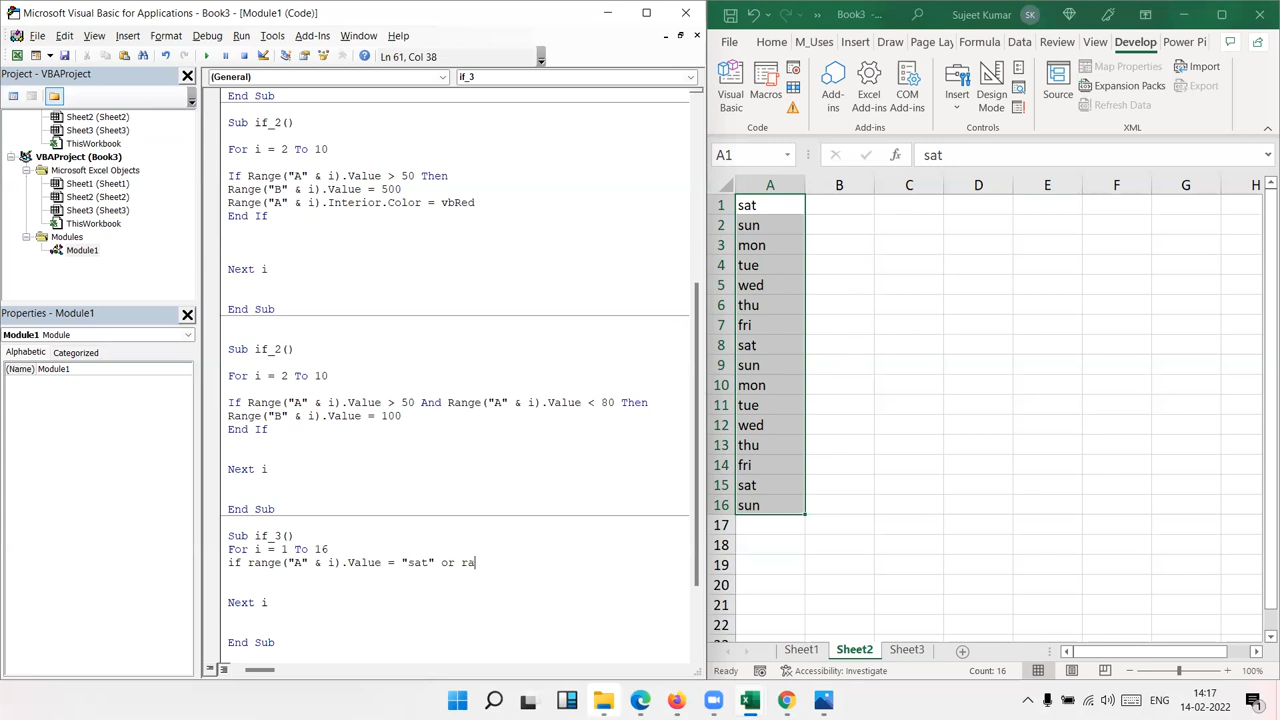 Microsoft Visual Basic for Applications - Book3 - [Module1 (Code)]
File Edit View Insert Format Debug Run Tools Add-Ins Window Help
Ln 61, Col 38
Project - VBAProject
Sheet2 (Sheet2)
Sheet3 (Sheet3)
ThisWorkbook
VBAProject (Book3)
Microsoft Excel Objects
Sheet1 (Sheet1)
Sheet2 (Sheet2)
Sheet3 (Sheet3)
ThisWorkbook
Modules
Module1
Properties - Module1
Module1 Module
Alphabetic Categorized
(Name) Module1
(General) if_3
End Sub
Sub if_2()
For i = 2 To 10
If Range("A" & i).Value > 50 Then
Range("B" & i).Value = 500
Range("A" & i).Interior.Color = vbRed
End If
Next i
End Sub
Sub if_2()
For i = 2 To 10
If Range("A" & i).Value > 50 And Range("A" & i).Value < 80 Then
Range("B" & i).Value = 100
End If
Next i
End Sub
Sub if_3()
For i = 1 To 16
if range("A" & i).Value = "sat" or ra
Next i
End Sub
Book3 - ... Sujeet Kumar SK
File Home M_Uses Insert Draw Page Lay Formula Data Review View Develop Power Pi
Visual Basic Macros Add-ins Excel Add-ins COM Add-ins Insert Design Mode Source Map Properties Expansion Packs Refresh Data Import Export
Code Add-ins Controls XML
A1 fx sat
A B C D E F G H
1 sat
2 sun
3 mon
4 tue
5 wed
6 thu
7 fri
8 sat
9 sun
10 mon
11 tue
12 wed
13 thu
14 fri
15 sat
16 sun
17
18
19
20
21
22
Sheet1 Sheet2 Sheet3
Ready Accessibility: Investigate Count: 16 100%
ENG 14:17
14-02-2022